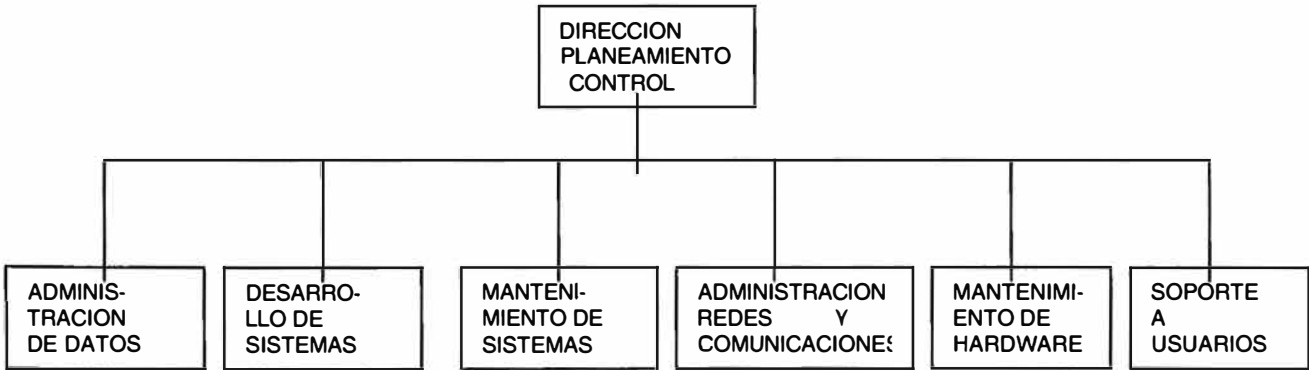 DIRECCION
PLANEAMIENTO
CONTROL
ADMINIS-
TRACION
DE DATOS
DESARRO-
LLO DE
SISTEMAS
MANTENI-
MIENTO DE
SISTEMAS
ADMINISTRACION
REDES Y
COMUNICACIONES
MANTENIMI-
ENTO DE
HARDWARE
SOPORTE
A
USUARIOS